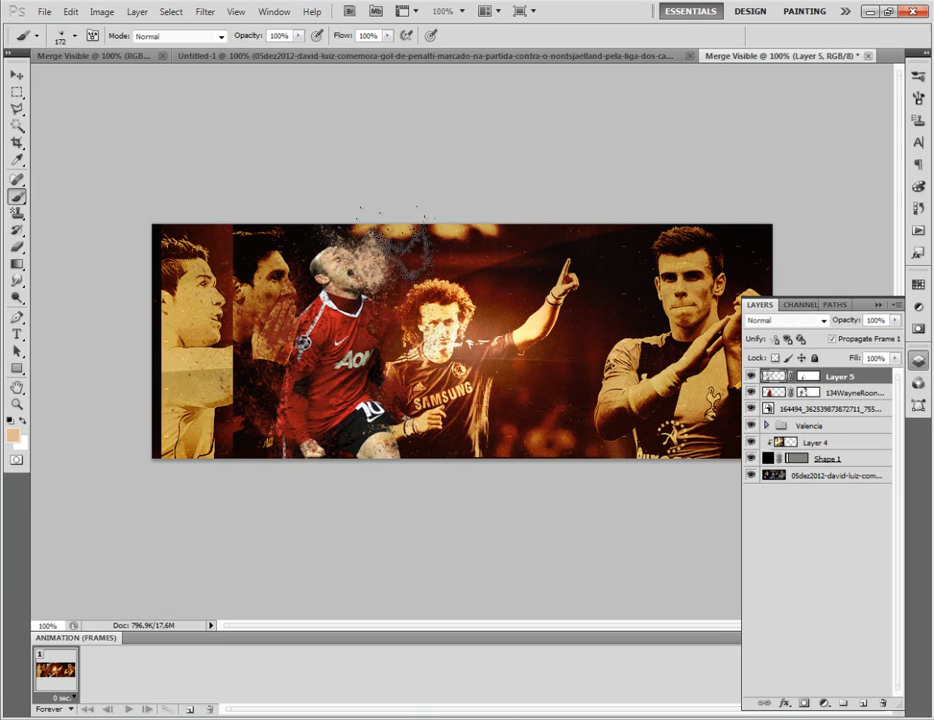 Ps File Edit Image Layer Select Filter View Window Help Br Mb 100% ESSENTIALS DESIGN PAINTING
172 Mode: Normal Opacity: 100% Flow: 100%
Merge Visible @ 100% (RGB... Untitled-1 @ 100% (05dez2012-david-luiz-comemora-gol-de-penalti-marcado-na-partida-contra-o-nordsjaelland-pela-liga-dos-ca... Merge Visible @ 100% (Layer 5, RGB/8) *
AON
10
SAMSUNG
LAYERS CHANNEL PATHS
Normal Opacity: 100%
Unify: Propagate Frame 1
Lock: Fill: 100%
Layer 5
134WayneRoon...
164494_362539873872711_755...
Valencia
Layer 4
Shape 1
05dez2012-david-luiz-com...
100% Doc: 796,9K/17,6M
ANIMATION (FRAMES)
1
0 sec.
Forever